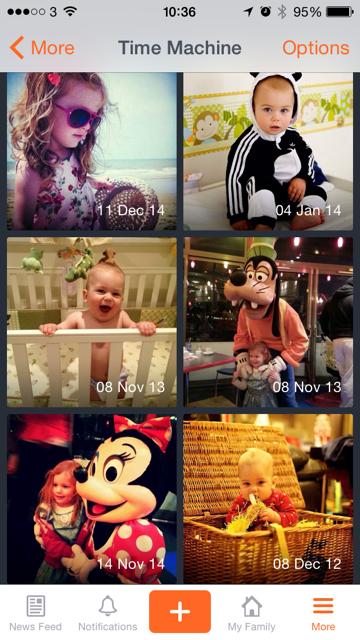 3 10:36 95%
More Time Machine Options
11 Dec 14 04 Jan 14
08 Nov 13 08 Nov 13
14 Nov 14 08 Dec 12
News Feed Notifications My Family More